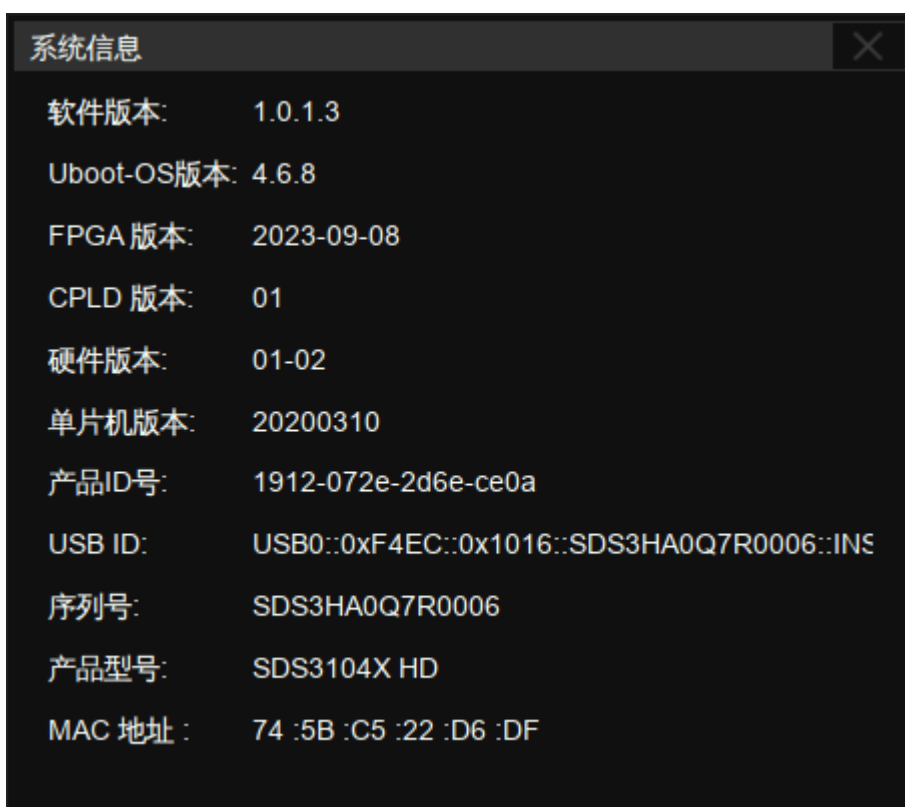 系统信息
软件版本: 1.0.1.3
Uboot-OS版本: 4.6.8
FPGA 版本: 2023-09-08
CPLD 版本: 01
硬件版本: 01-02
单片机版本: 20200310
产品ID号: 1912-072e-2d6e-ce0a
USB ID: USB0::0xF4EC::0x1016::SDS3HA0Q7R0006::INS
序列号: SDS3HA0Q7R0006
产品型号: SDS3104X HD
MAC 地址 : 74 :5B :C5 :22 :D6 :DF